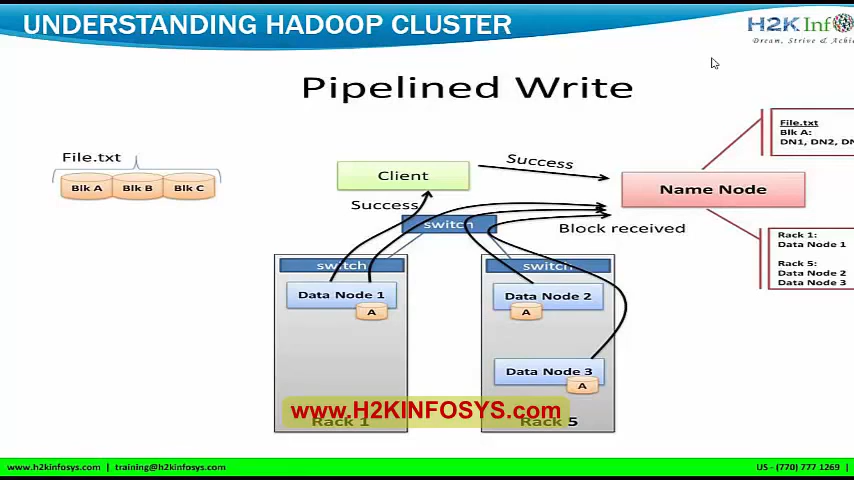 UNDERSTANDING HADOOP CLUSTER
H2K Inf
Dream, Strive & Achi
Pipelined Write
File.txt
Blk A
Blk B
Blk C
Client
Success
Success
switch
Name Node
Block received
File.txt
Blk A:
DN1, DN2, DN
Rack 1:
Data Node 1
Rack 5:
Data Node 2
Data Node 3
switch
Data Node 1
A
switch
Data Node 2
A
Data Node 3
A
www.H2KINFOSYS.com
Rack 1
Rack 5
www.h2kinfosys.com | training@h2kinfosys.com
US - (770) 777 1269 |